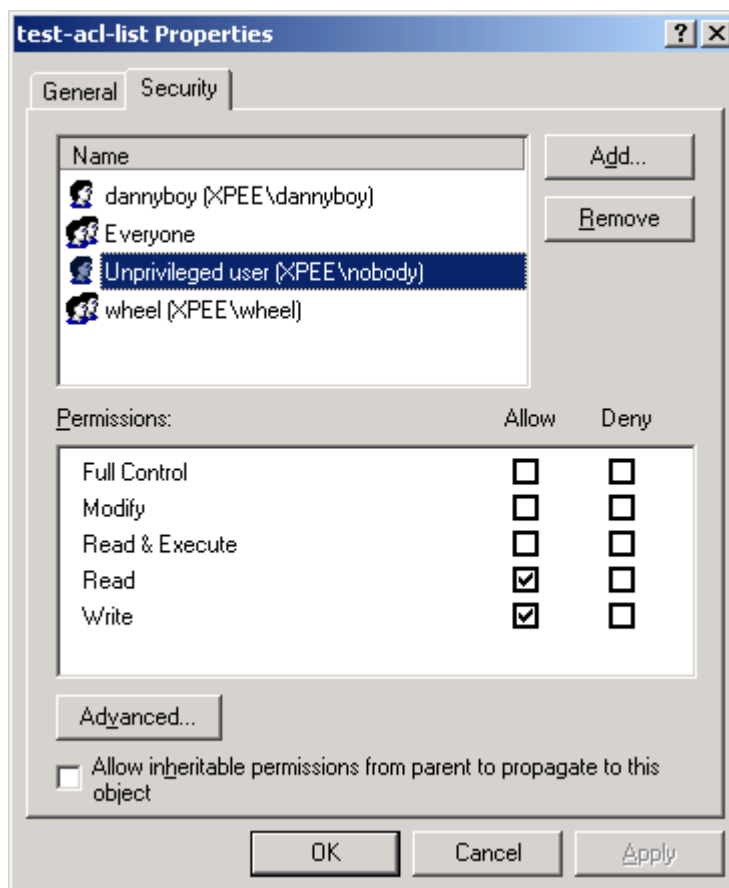 test-acl-list Properties
General
Security
Name
Add...
dannyboy (XPEE\dannyboy)
Everyone
Remove
Unprivileged user (XPEE\nobody)
wheel (XPEE\wheel)
Permissions:
Allow
Deny
Full Control
Modify
Read & Execute
Read
Write
Advanced...
Allow inheritable permissions from parent to propagate to this
object
OK
Cancel
Apply